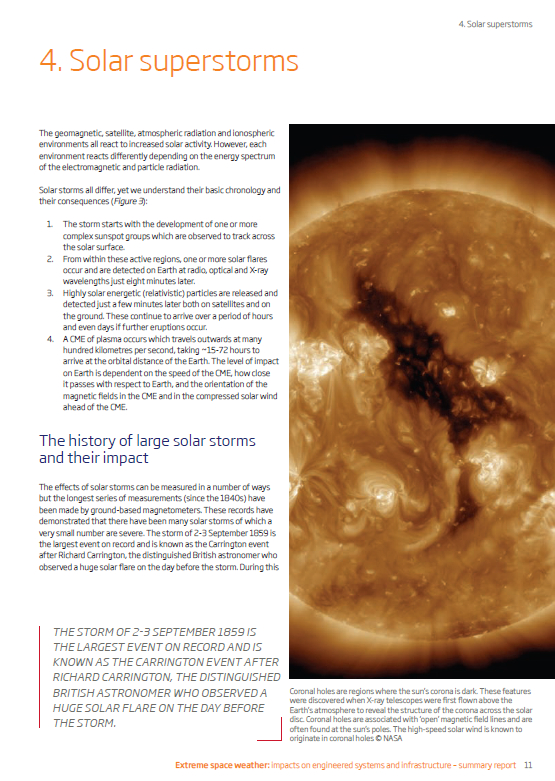 4. Solar superstorms
4. Solar superstorms
The geomagnetic, satellite, atmospheric radiation and ionospheric
environments all react to increased solar activity. However, each
environment reacts differently depending on the energy spectrum
of the electromagnetic and particle radiation.
Solar storms all differ, yet we understand their basic chronology and
their consequences (Figure 3):
1. The storm starts with the development of one or more
complex sunspot groups which are observed to track across
the solar surface.
2. From within these active regions, one or more solar flares
occur and are detected on Earth at radio, optical and X-ray
wavelengths just eight minutes later.
3. Highly solar energetic (relativistic) particles are released and
detected just a few minutes later both on satellites and on
the ground. These continue to arrive over a period of hours
and even days if further eruptions occur.
4. A CME of plasma occurs which travels outwards at many
hundred kilometres per second, taking ~15-72 hours to
arrive at the orbital distance of the Earth. The level of impact
on Earth is dependent on the speed of the CME, how close
it passes with respect to Earth, and the orientation of the
magnetic fields in the CME and in the compressed solar wind
ahead of the CME.
The history of large solar storms
and their impact
The effects of solar storms can be measured in a number of ways
but the longest series of measurements (since the 1840s) have
been made by ground-based magnetometers. These records have
demonstrated that there have been many solar storms of which a
very small number are severe. The storm of 2-3 September 1859 is
the largest event on record and is known as the Carrington event
after Richard Carrington, the distinguished British astronomer who
observed a huge solar flare on the day before the storm. During this
THE STORM OF 2-3 SEPTEMBER 1859 IS
THE LARGEST EVENT ON RECORD AND IS
KNOWN AS THE CARRINGTON EVENT AFTER
RICHARD CARRINGTON, THE DISTINGUISHED
BRITISH ASTRONOMER WHO OBSERVED A
HUGE SOLAR FLARE ON THE DAY BEFORE
THE STORM.
Coronal holes are regions where the sun's corona is dark. These features
were discovered when X-ray telescopes were first flown above the
Earth's atmosphere to reveal the structure of the corona across the solar
disc. Coronal holes are associated with 'open' magnetic field lines and are
often found at the sun's poles. The high-speed solar wind is known to
originate in coronal holes © NASA
Extreme space weather: impacts on engineered systems and infrastructure – summary report 11